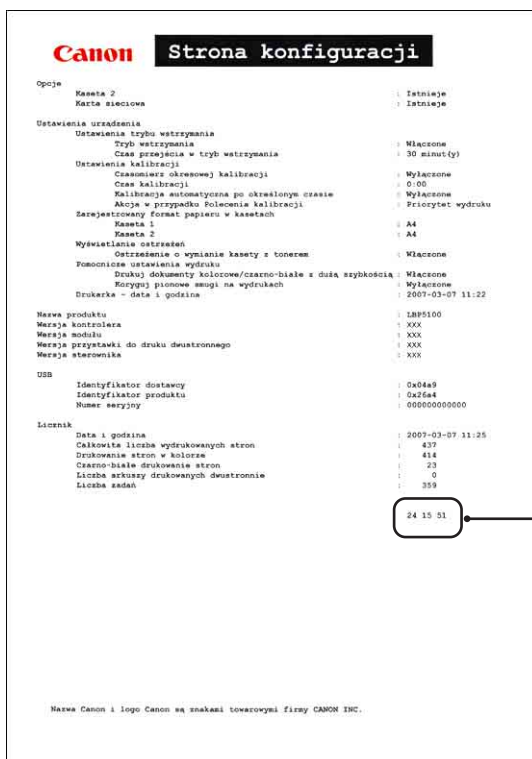 Canon Strona konfiguracji
Opcje
Kaseta 2 : Istnieje
Karta sieciowa : Istnieje
Ustawienia urządzenia
Ustawienia trybu wstrzymania
Tryb wstrzymania : Włączone
Czas przejścia w tryb wstrzymania : 30 minut(y)
Ustawienia kalibracji
Czasomierz okresowej kalibracji : Wyłączone
Czas kalibracji : 0:00
Kalibracja automatyczna po określonym czasie : Wyłączone
Akcja w przypadku Polecenia kalibracji : Priorytet wydruku
Zarejestrowany format papieru w kasetach
Kaseta 1 : A4
Kaseta 2 : A4
Wyświetlanie ostrzeżeń
Ostrzeżenie o wymianie kasety z tonerem : Włączone
Pomocnicze ustawienia wydruku
Drukuj dokumenty kolorowe/czarno-białe z dużą szybkością : Włączone
Koryguj pionowe smugi na wydrukach : Wyłączone
Drukarka - data i godzina : 2007-03-07 11:22
Nazwa produktu : LBP5100
Wersja kontrolera : XXX
Wersja modułu : XXX
Wersja przystawki do druku dwustronnego : XXX
Wersja sterownika : XXX
USB
Identyfikator dostawcy : 0x04a9
Identyfikator produktu : 0x26a4
Numer seryjny : 000000000000
Licznik
Data i godzina : 2007-03-07 11:25
Całkowita liczba wydrukowanych stron : 437
Drukowanie stron w kolorze : 414
Czarno-białe drukowanie stron : 23
Liczba arkuszy drukowanych dwustronnie : 0
Liczba zadań : 359
24 15 51
Nazwa Canon i logo Canon są znakami towarowymi firmy CANON INC.